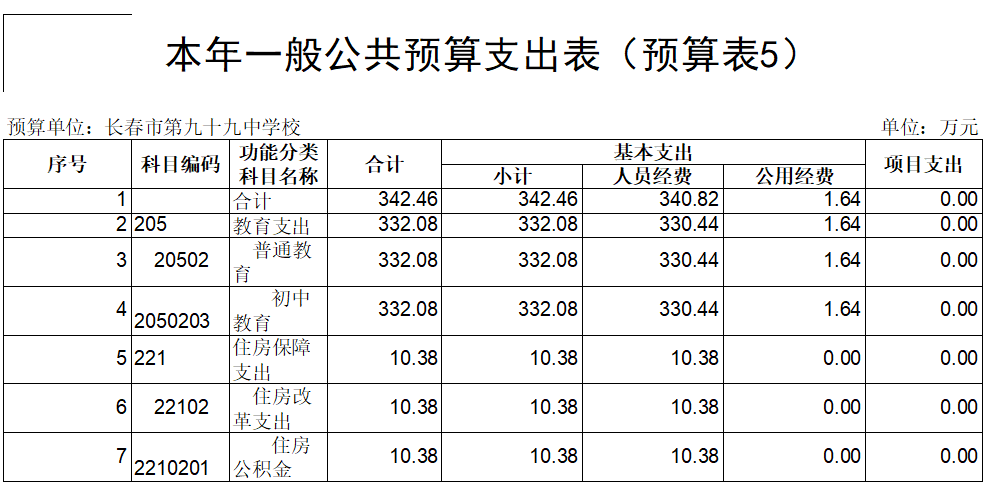 本年一般公共预算支出表（预算表5）
预算单位：长春市第九十九中学校 单位：万元
序号 科目编码 功能分类科目名称 合计 基本支出 项目支出
小计 人员经费 公用经费
1 合计 342.46 342.46 340.82 1.64 0.00
2 205 教育支出 332.08 332.08 330.44 1.64 0.00
3 20502 普通教育 332.08 332.08 330.44 1.64 0.00
4 2050203 初中教育 332.08 332.08 330.44 1.64 0.00
5 221 住房保障支出 10.38 10.38 10.38 0.00 0.00
6 22102 住房改革支出 10.38 10.38 10.38 0.00 0.00
7 2210201 住房公积金 10.38 10.38 10.38 0.00 0.00